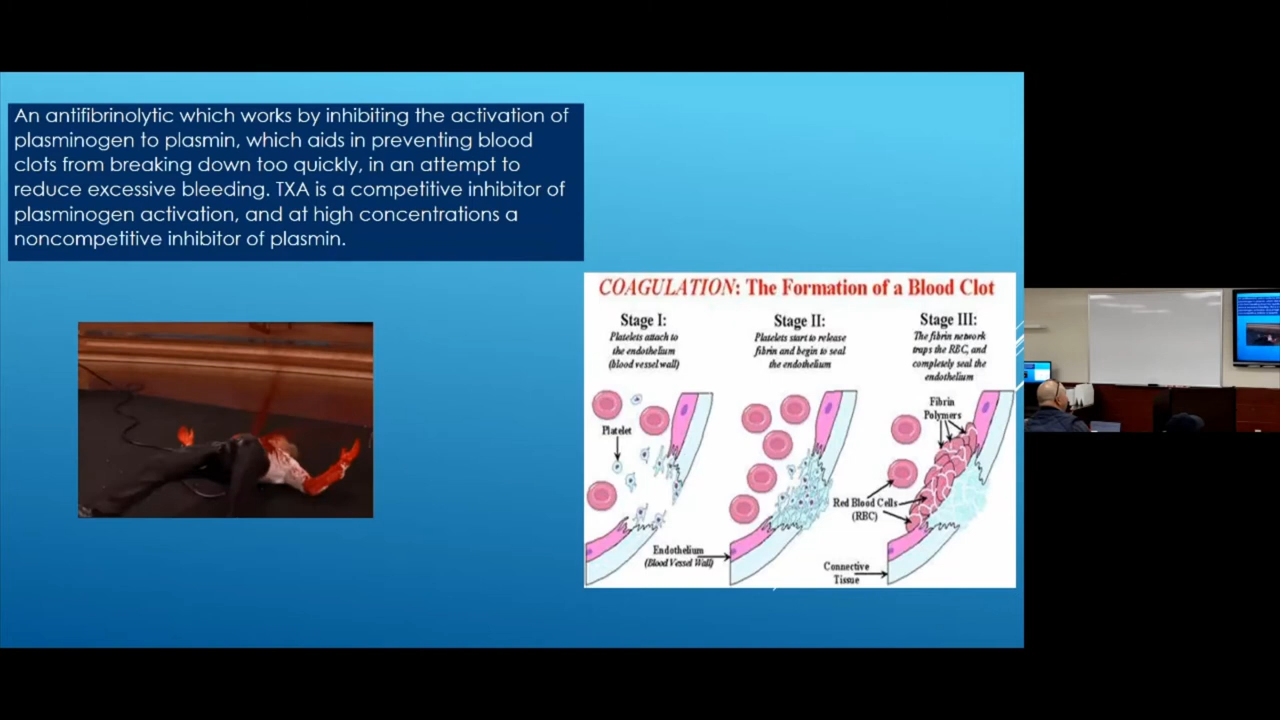 An antifibrinolytic which works by inhibiting the activation of
plasminogen to plasmin, which aids in preventing blood
clots from breaking down too quickly, in an attempt to
reduce excessive bleeding. TXA is a competitive inhibitor of
plasminogen activation, and at high concentrations a
noncompetitive inhibitor of plasmin.
COAGULATION: The Formation of a Blood Clot
Stage I:
Platelets attach to
the endothelium
(blood vessel wall)
Stage II:
Platelets start to release
fibrin and begin to seal
the endothelium
Stage III:
The fibrin network
traps the RBC, and
completely seal the
endothelium
Platelet
Fibrin
Polymers
Red Blood Cells
(RBC)
Endothelium
(Blood Vessel Wall)
Connective
Tissue